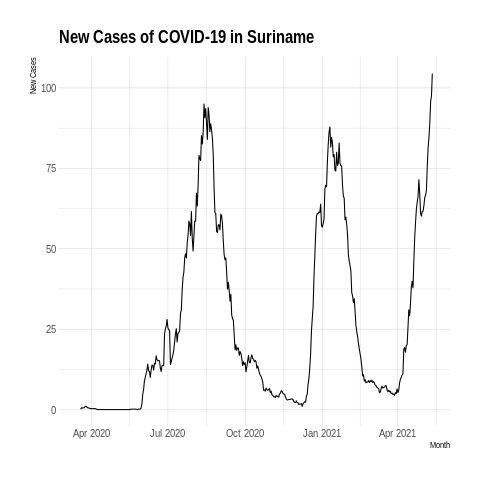 New Cases of COVID-19 in Suriname
New Cases
100
75
50
25
0
Apr 2020 Jul 2020 Oct 2020 Jan 2021 Apr 2021
Month